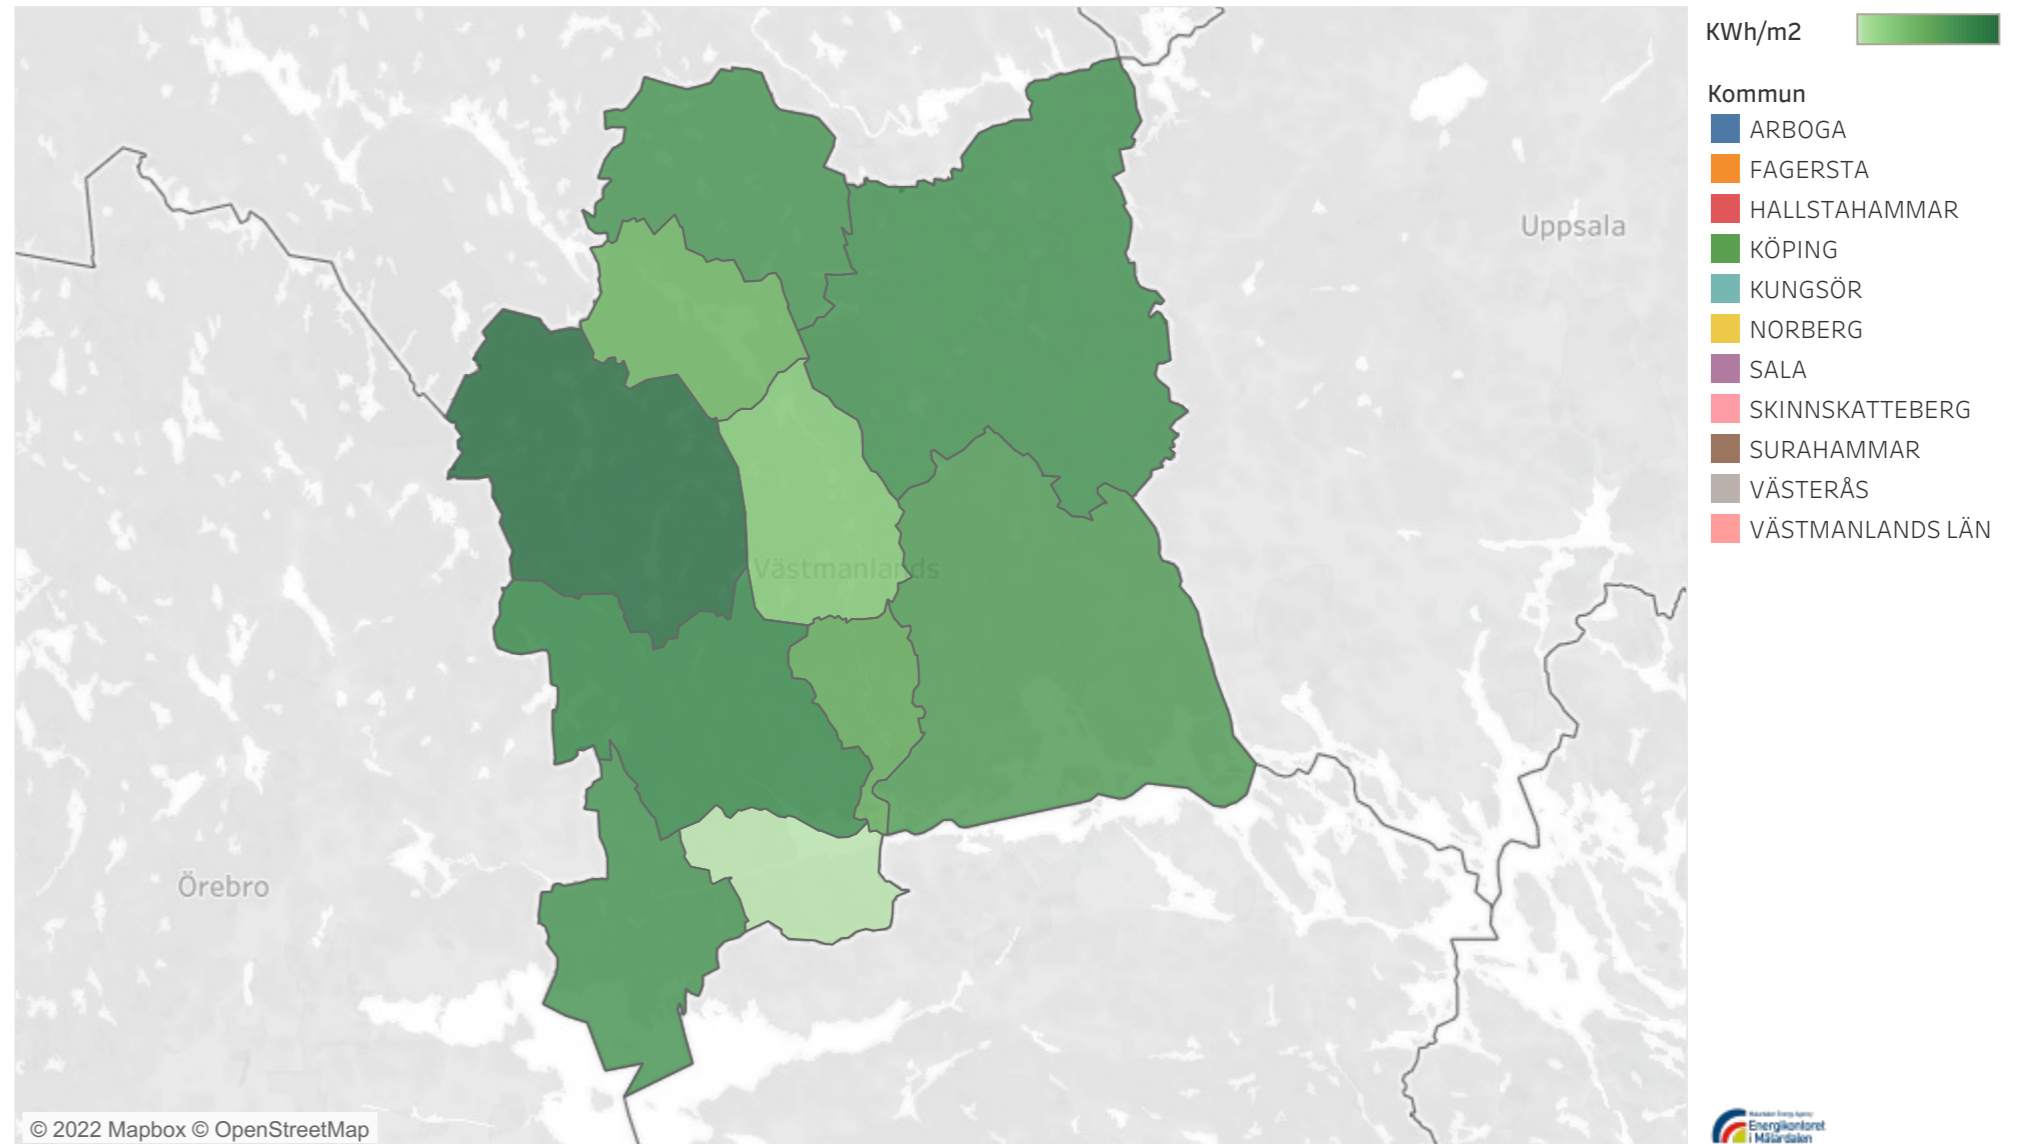 KWh/m2
Kommun
ARBOGA
FAGERSTA
HALLSTAHAMMAR
KÖPING
KUNGSÖR
NORBERG
SALA
SKINNSKATTEBERG
SURAHAMMAR
VÄSTERÅS
VÄSTMANLANDS LÄN
Uppsala
Västmanlands
Örebro
© 2022 Mapbox © OpenStreetMap
Energikontoret
i Mälardalen